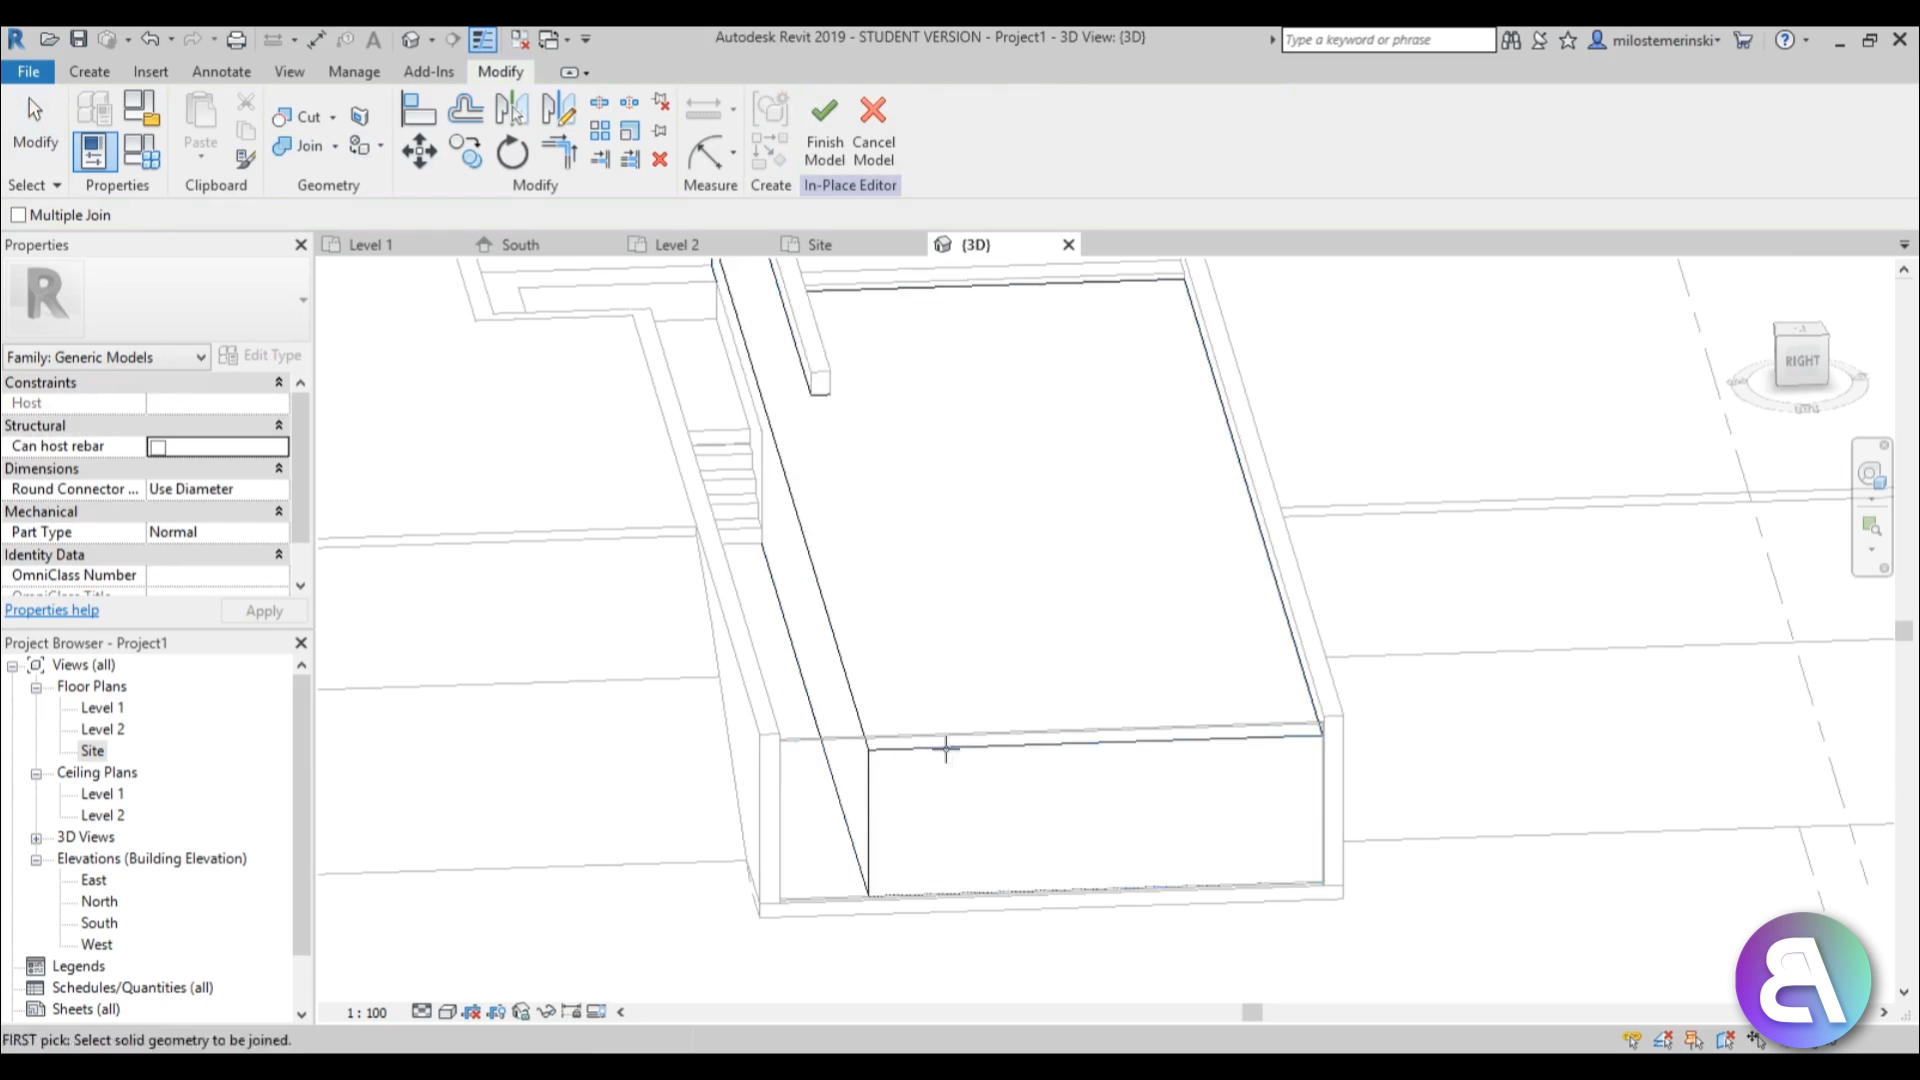 Autodesk Revit 2019 - STUDENT VERSION - Project1 - 3D View: {3D}
Type a keyword or phrase
milostemerinski
File Create Insert Annotate View Manage Add-Ins Modify
Modify
Paste
Cut
Join
Finish Model
Cancel Model
Select Properties Clipboard Geometry Modify Measure Create In-Place Editor
Multiple Join
Properties
Level 1 South Level 2 Site {3D}
Family: Generic Models Edit Type
Constraints
Host
Structural
Can host rebar
Dimensions
Round Connector ... Use Diameter
Mechanical
Part Type Normal
Identity Data
OmniClass Number
Properties help Apply
RIGHT
Project Browser - Project1
Views (all)
Floor Plans
Level 1
Level 2
Site
Ceiling Plans
Level 1
Level 2
3D Views
Elevations (Building Elevation)
East
North
South
West
Legends
Schedules/Quantities (all)
Sheets (all)
1 : 100
FIRST pick: Select solid geometry to be joined.